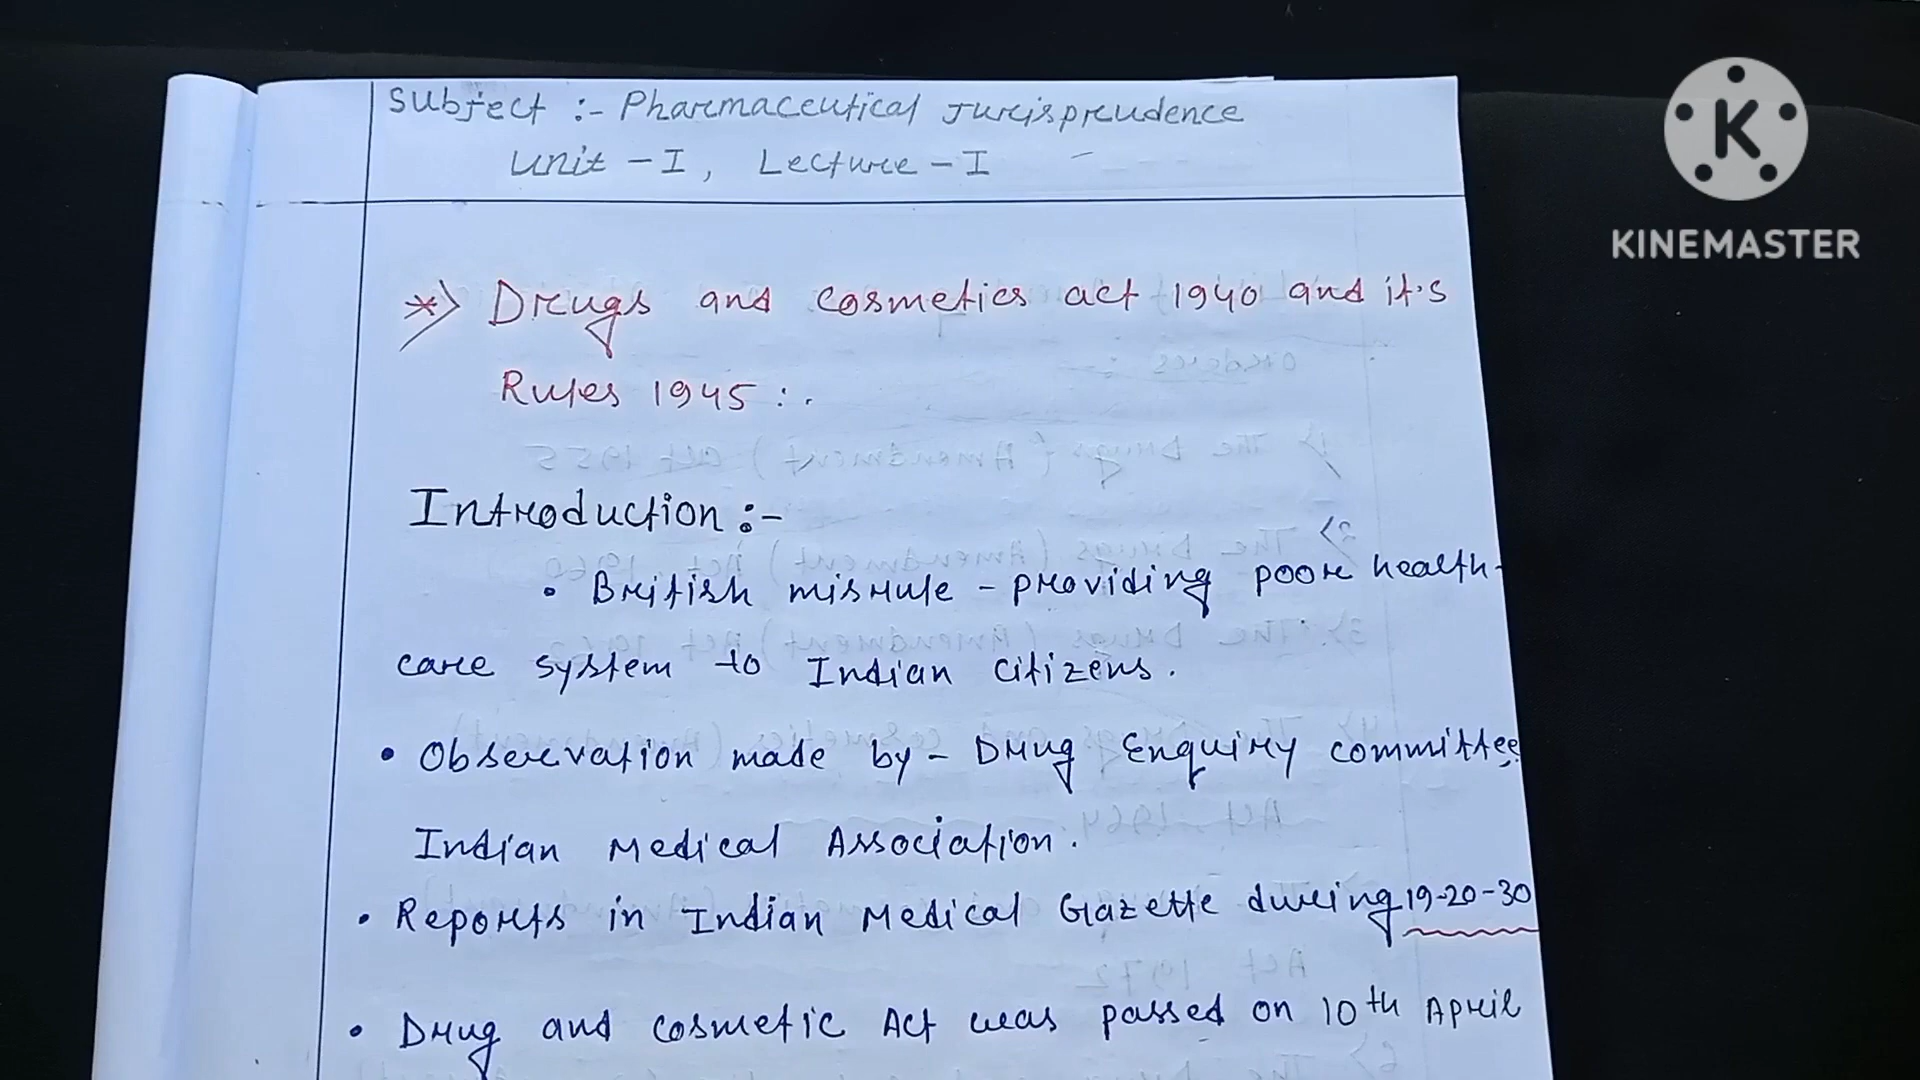 Subject :- Pharmaceutical Jurisprudence
Unit - I, Lecture - I
KINEMASTER
*> Drugs and cosmetics act 1940 and it's
Rules 1945 :.
Introduction :-
• British misrule - providing poor health-
care system to Indian citizens.
• Observation made by - Drug Enquiry committee
Indian Medical Association.
• Reports in Indian Medical Gazette during 19-20-30
• Drug and cosmetic Act was passed on 10th April